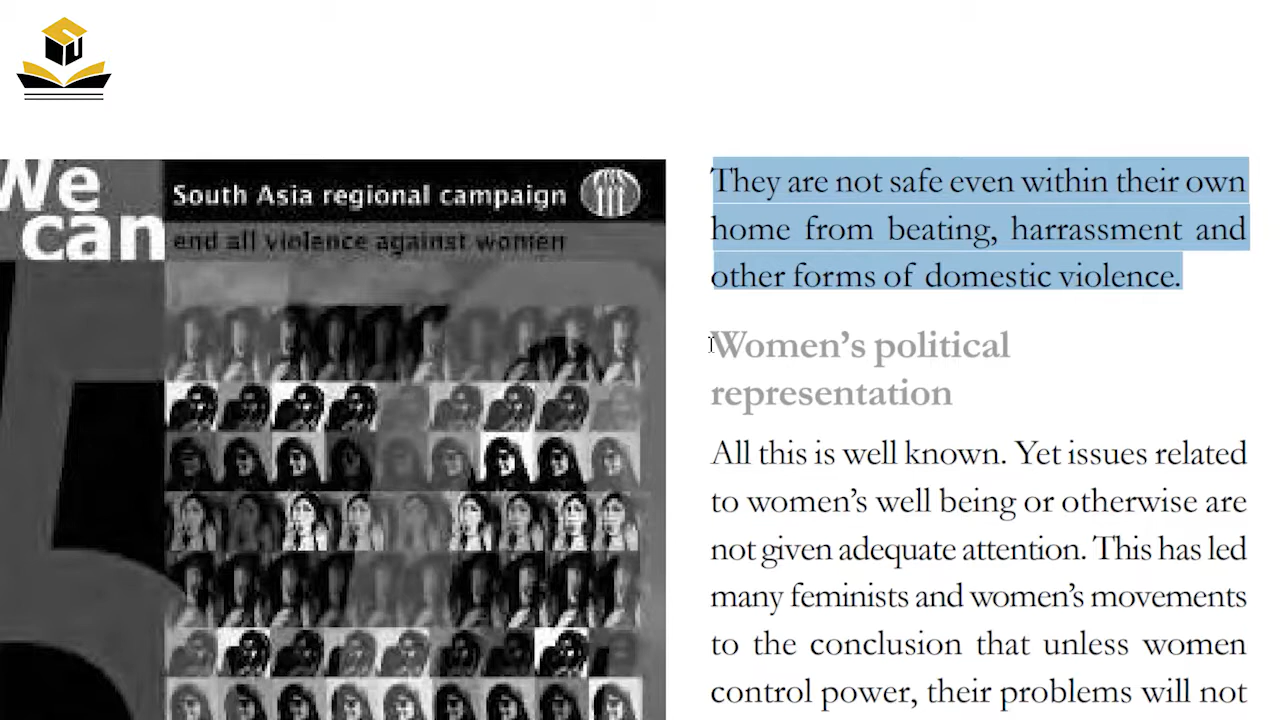 We
can
South Asia regional campaign
end all violence against women
They are not safe even within their own
home from beating, harrassment and
other forms of domestic violence.
Women's political
representation
All this is well known. Yet issues related
to women's well being or otherwise are
not given adequate attention. This has led
many feminists and women's movements
to the conclusion that unless women
control power, their problems will not